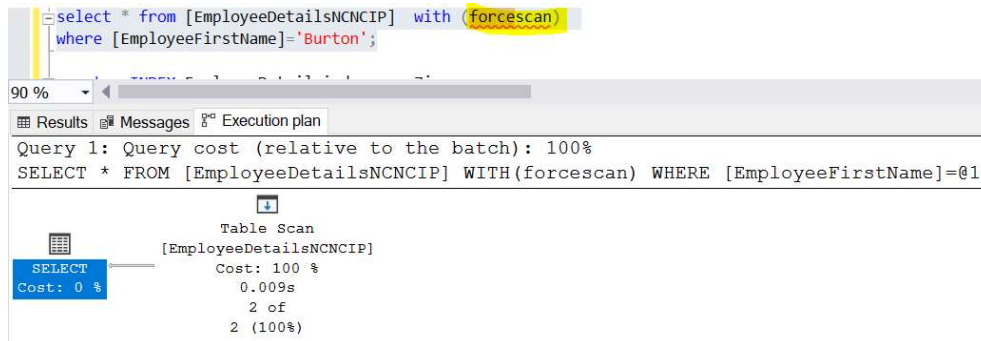 select * from [EmployeeDetailsNCNCIP] with (forcescan)
where [EmployeeFirstName]='Burton';
90 %
Results Messages Execution plan
Query 1: Query cost (relative to the batch): 100%
SELECT * FROM [EmployeeDetailsNCNCIP] WITH(forcescan) WHERE [EmployeeFirstName]=@1
Table Scan
[EmployeeDetailsNCNCIP]
SELECT
Cost: 100 %
Cost: 0 %
0.009s
2 of
2 (100%)